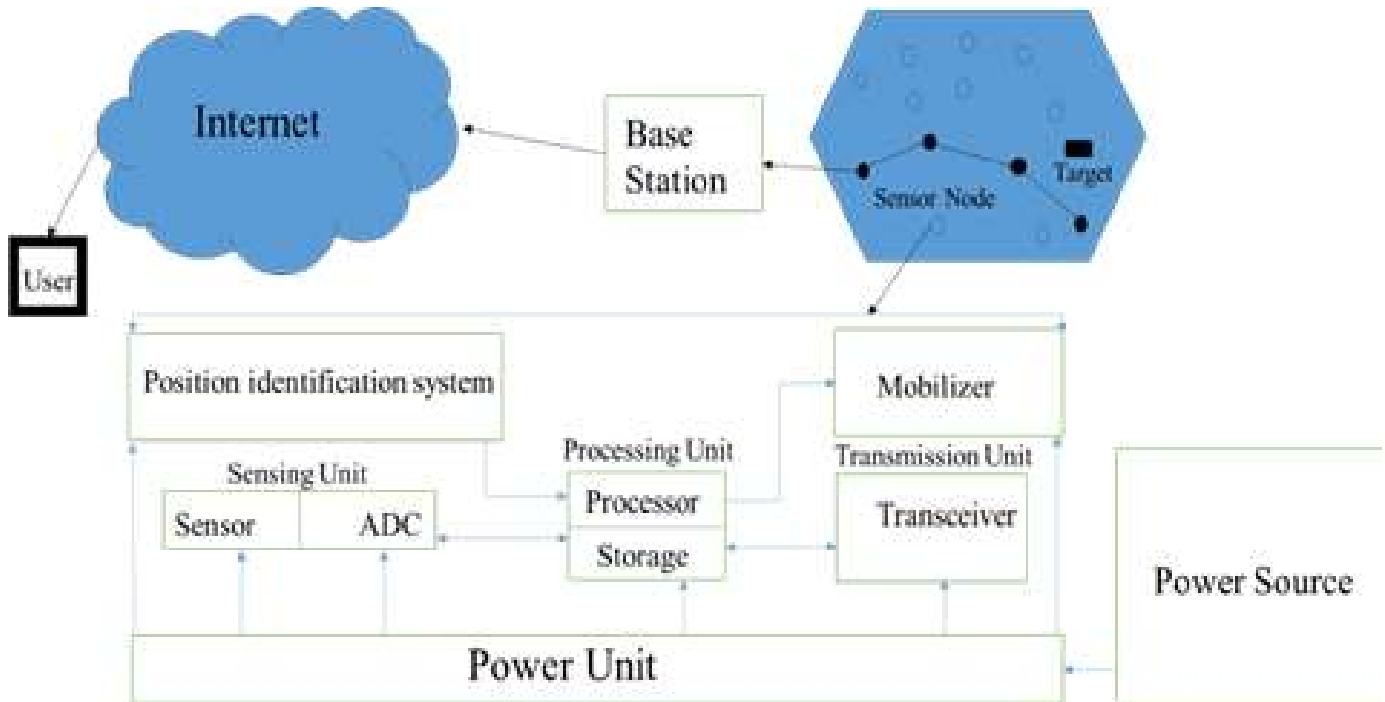 Internet
Base
Station
Target
Sensor Node
User
Position identification system
Mobilizer
Processing Unit
Transmission Unit
Sensing Unit
Processor
Sensor
ADC
Transceiver
Storage
Power Source
Power Unit